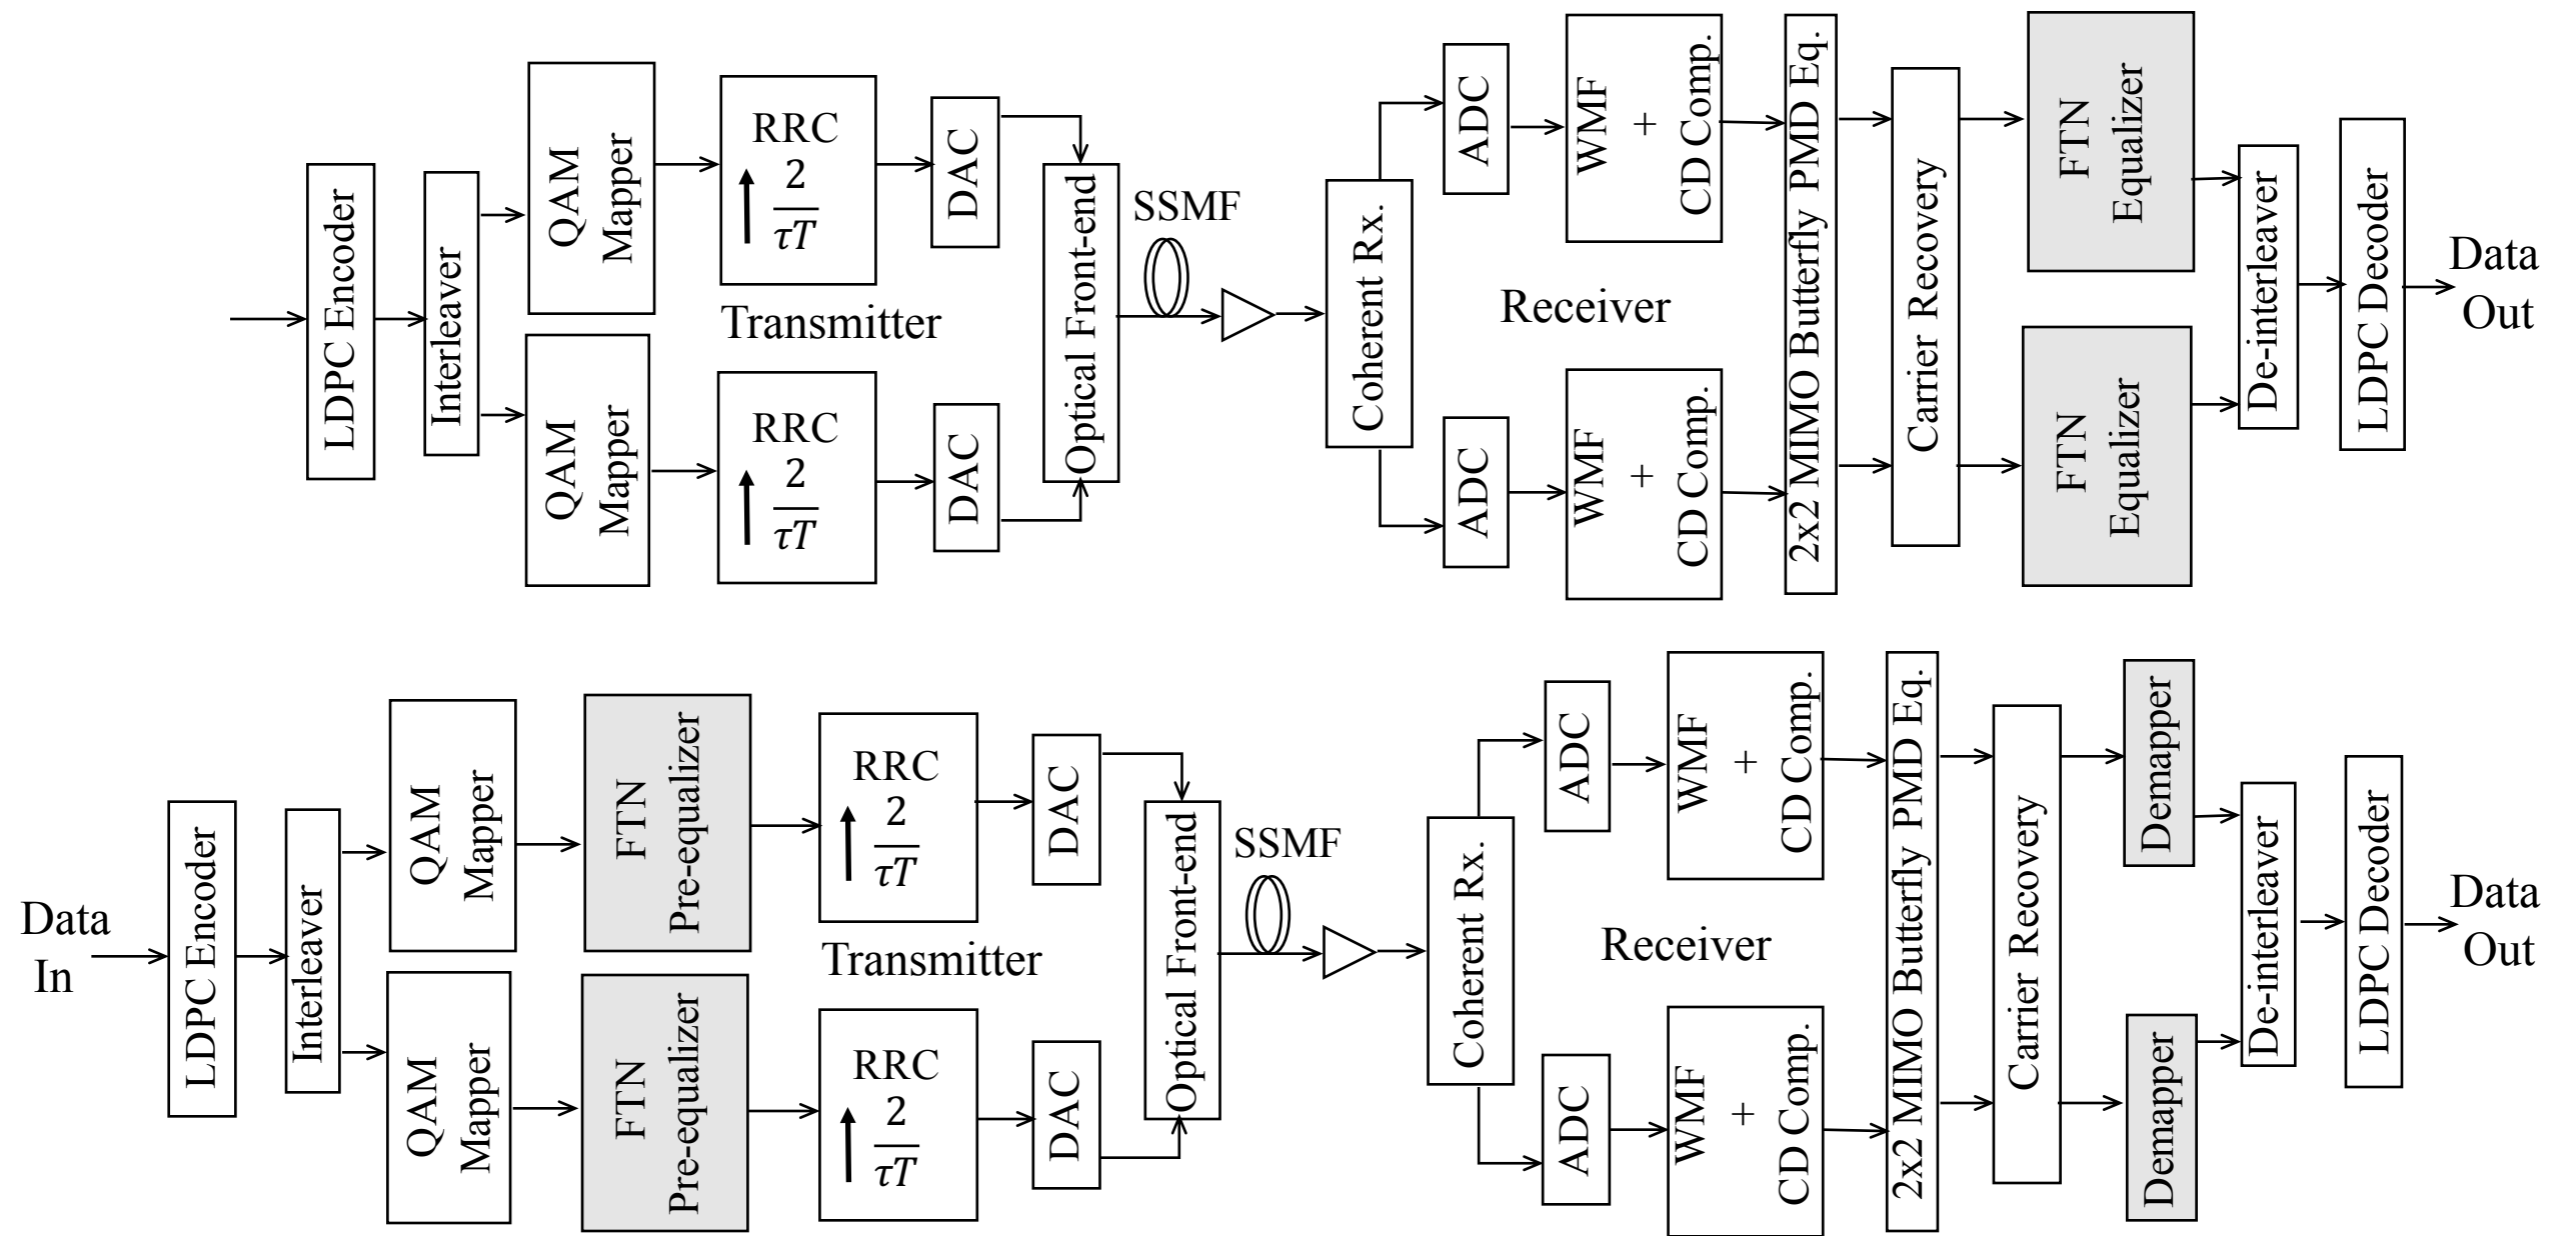 LDPC Encoder
Interleaver
QAM
Mapper
QAM
Mapper
RRC
2
τT
RRC
2
τT
Transmitter
DAC
DAC
Optical Front-end
SSMF
Coherent Rx.
Receiver
ADC
ADC
WMF
+
CD Comp.
WMF
+
CD Comp.
2x2 MIMO Butterfly PMD Eq.
Carrier Recovery
FTN
Equalizer
FTN
Equalizer
De-interleaver
LDPC Decoder
Data
Out
Data
In
LDPC Encoder
Interleaver
QAM
Mapper
QAM
Mapper
FTN
Pre-equalizer
FTN
Pre-equalizer
RRC
2
τT
RRC
2
τT
Transmitter
DAC
DAC
Optical Front-end
SSMF
Coherent Rx.
Receiver
ADC
ADC
WMF
+
CD Comp.
WMF
+
CD Comp.
2x2 MIMO Butterfly PMD Eq.
Carrier Recovery
Demapper
Demapper
De-interleaver
LDPC Decoder
Data
Out